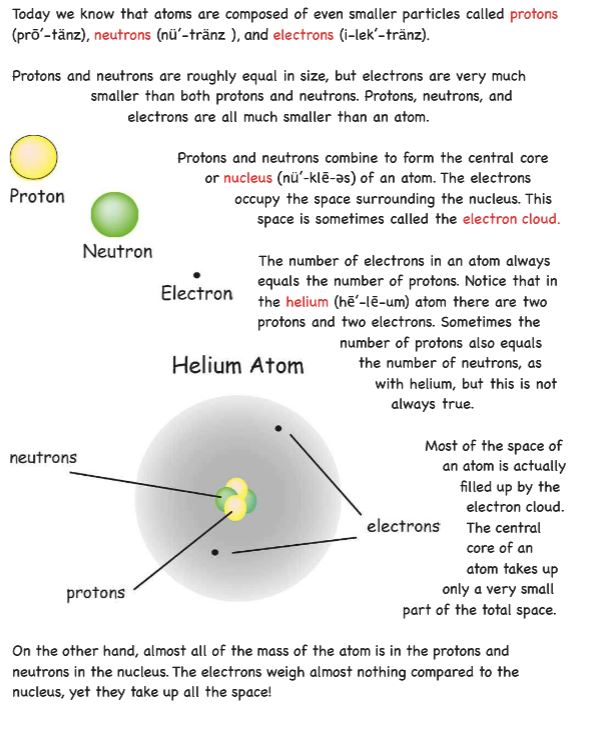 Today we know that atoms are composed of even smaller particles called protons
(prō′-tänz), neutrons (nü′-tränz ), and electrons (i-lek′-tränz).
Protons and neutrons are roughly equal in size, but electrons are very much
smaller than both protons and neutrons. Protons, neutrons, and
electrons are all much smaller than an atom.
Proton
Neutron
Electron
Protons and neutrons combine to form the central core
or nucleus (nü′-klē-əs) of an atom. The electrons
occupy the space surrounding the nucleus. This
space is sometimes called the electron cloud.
The number of electrons in an atom always
equals the number of protons. Notice that in
the helium (hē′-lē-um) atom there are two
protons and two electrons. Sometimes the
number of protons also equals
the number of neutrons, as
with helium, but this is not
always true.
Helium Atom
neutrons
electrons
protons
Most of the space of
an atom is actually
filled up by the
electron cloud.
The central
core of an
atom takes up
only a very small
part of the total space.
On the other hand, almost all of the mass of the atom is in the protons and
neutrons in the nucleus. The electrons weigh almost nothing compared to the
nucleus, yet they take up all the space!